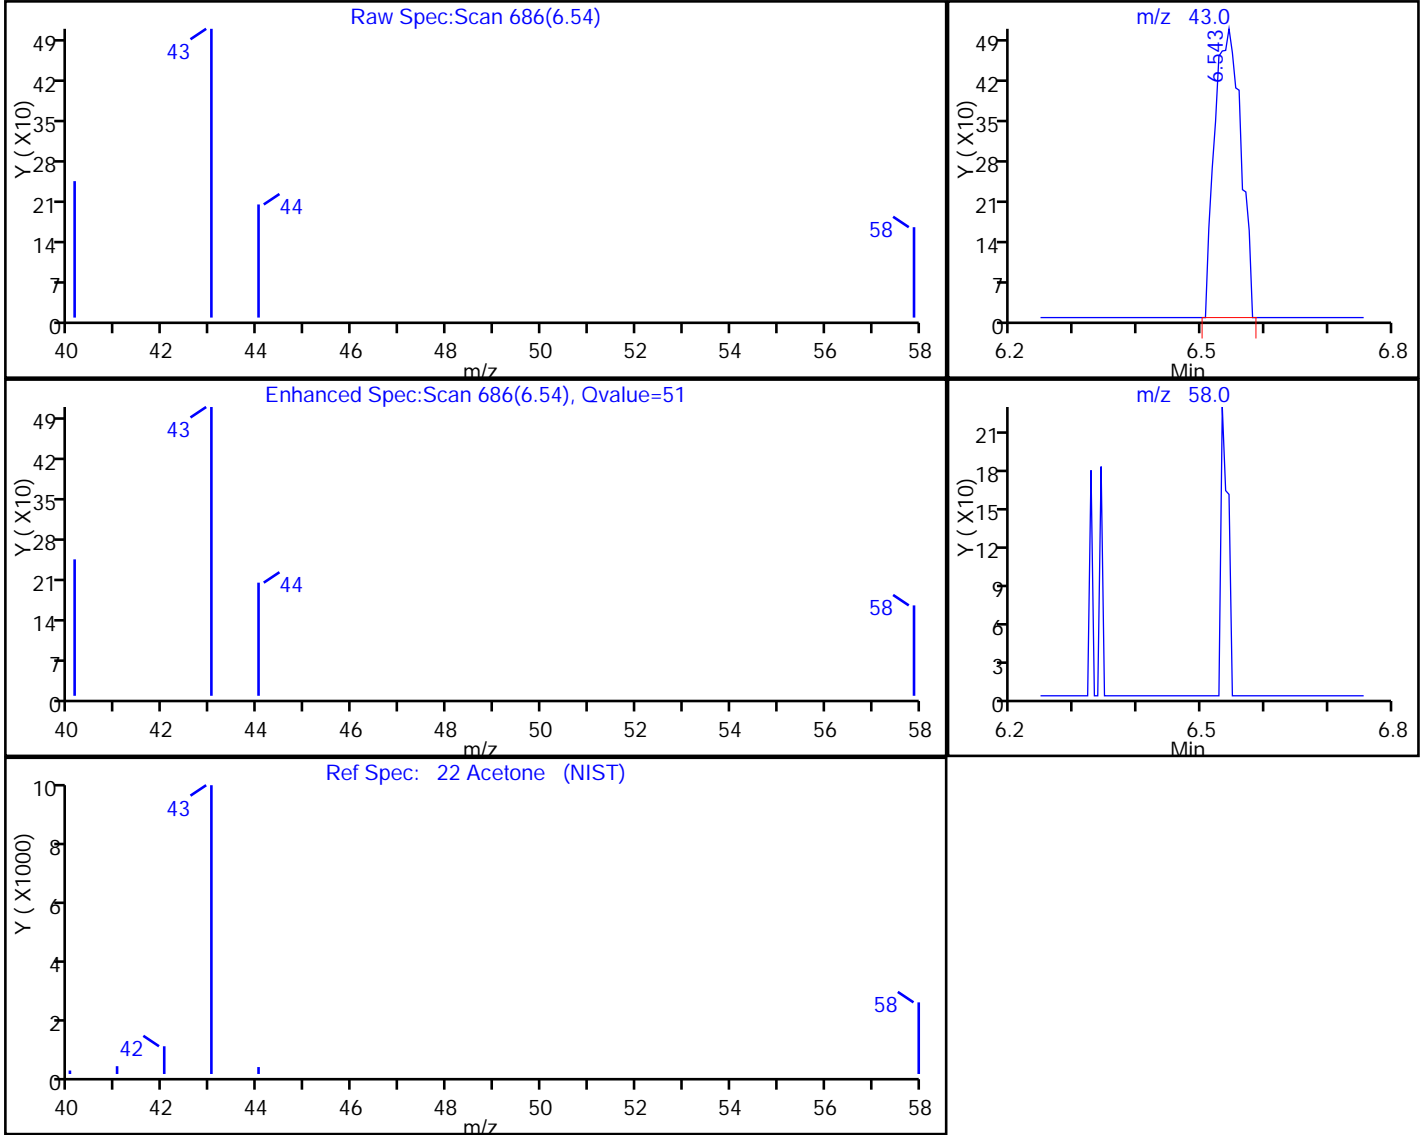 Raw Spec:Scan 686(6.54)
Y ( X10)
49
42
35
28
21
14
7
0
43
44
58
40 42 44 46 48 50 52 54 56 58
m/z
m/z 43.0
Y ( X10)
49
42
35
28
21
14
7
0
6.543
6.2 6.5 6.8
Min
Enhanced Spec:Scan 686(6.54), Qvalue=51
Y ( X10)
49
42
35
28
21
14
7
0
43
44
58
40 42 44 46 48 50 52 54 56 58
m/z
m/z 58.0
Y ( X10)
21
18
15
12
9
6
3
0
6.2 6.5 6.8
Min
Ref Spec: 22 Acetone (NIST)
Y ( X1000)
10
8
6
4
2
0
42
43
58
40 42 44 46 48 50 52 54 56 58
m/z